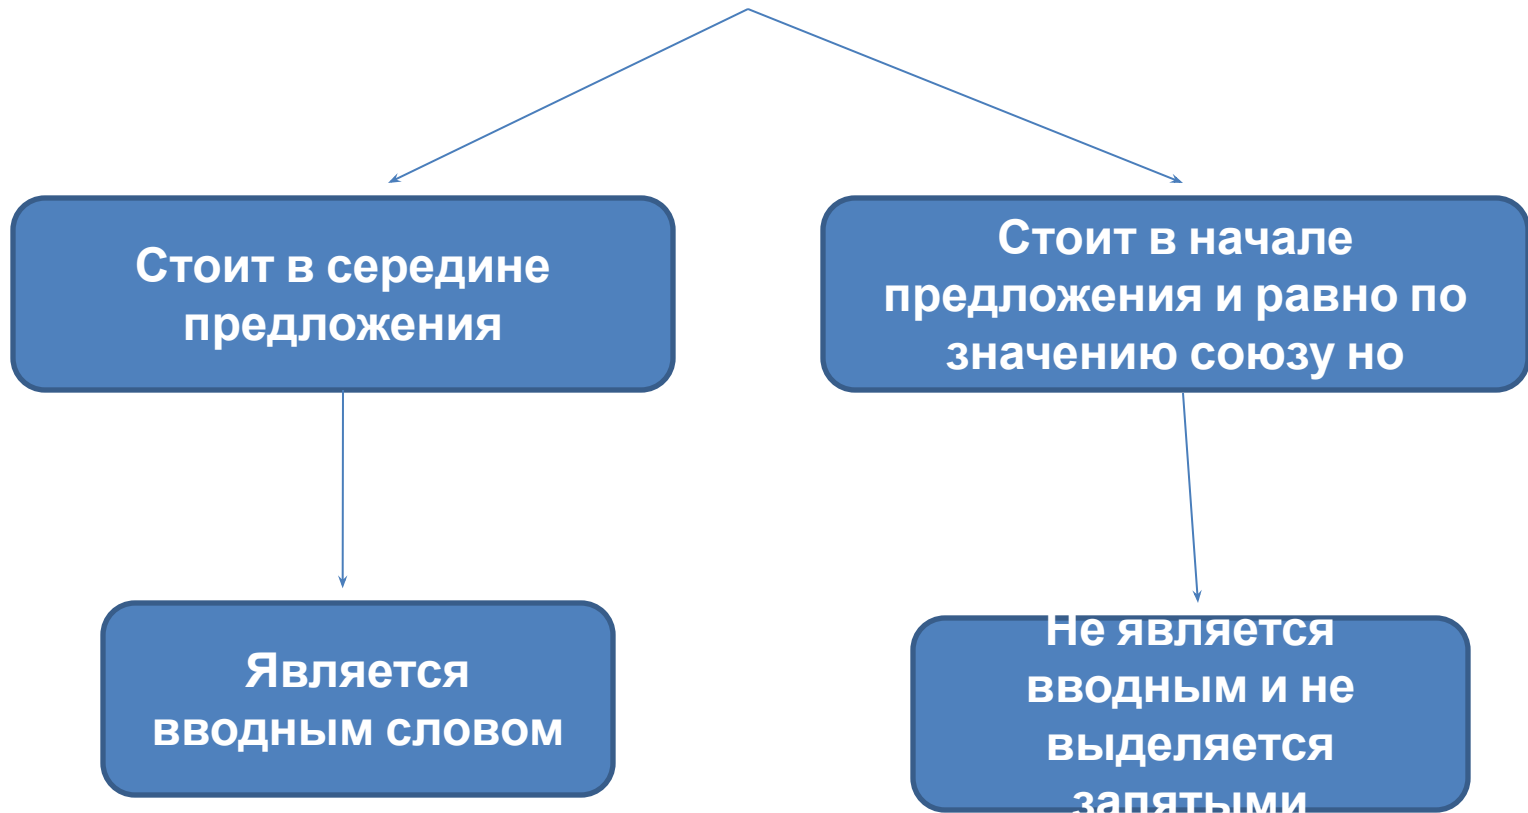 Стоит в середине
предложения
Стоит в начале
предложения и равно по
значению союзу но
Является
вводным словом
Не является
вводным и не
выделяется
запятыми